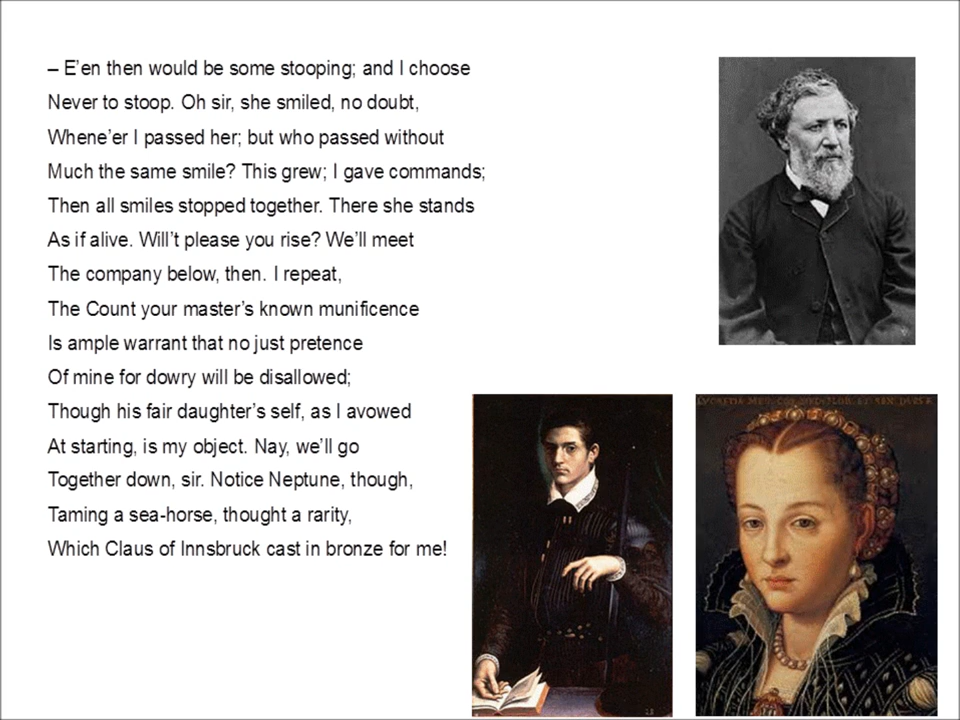 – E’en then would be some stooping; and I choose
Never to stoop. Oh sir, she smiled, no doubt,
Whene’er I passed her; but who passed without
Much the same smile? This grew; I gave commands;
Then all smiles stopped together. There she stands
As if alive. Will’t please you rise? We’ll meet
The company below, then. I repeat,
The Count your master’s known munificence
Is ample warrant that no just pretence
Of mine for dowry will be disallowed;
Though his fair daughter’s self, as I avowed
At starting, is my object. Nay, we’ll go
Together down, sir. Notice Neptune, though,
Taming a sea-horse, thought a rarity,
Which Claus of Innsbruck cast in bronze for me!